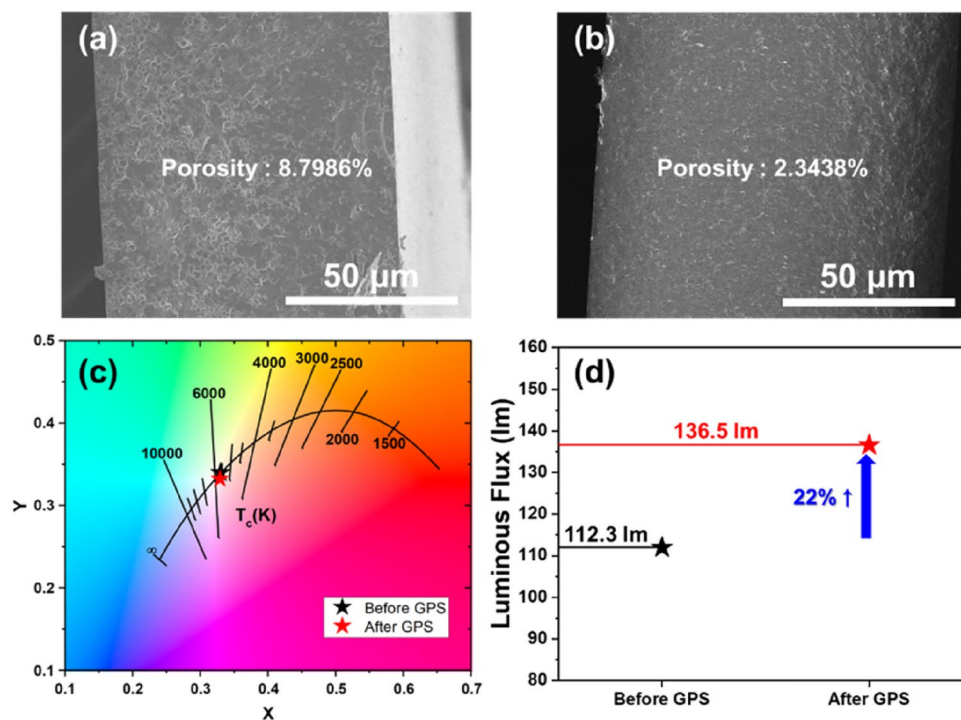 (a)
Porosity : 8.7986%
50 µm
(b)
Porosity : 2.3438%
50 µm
(c)
0.5
0.4
0.3
0.2
0.1
Y
0.1 0.2 0.3 0.4 0.5 0.6 0.7
X
10000
6000
4000
3000
2500
2000
1500
∞
T_c(K)
Before GPS
After GPS
(d)
160
150
140
130
120
110
100
90
80
Luminous Flux (lm)
136.5 lm
22% ↑
112.3 lm
Before GPS After GPS